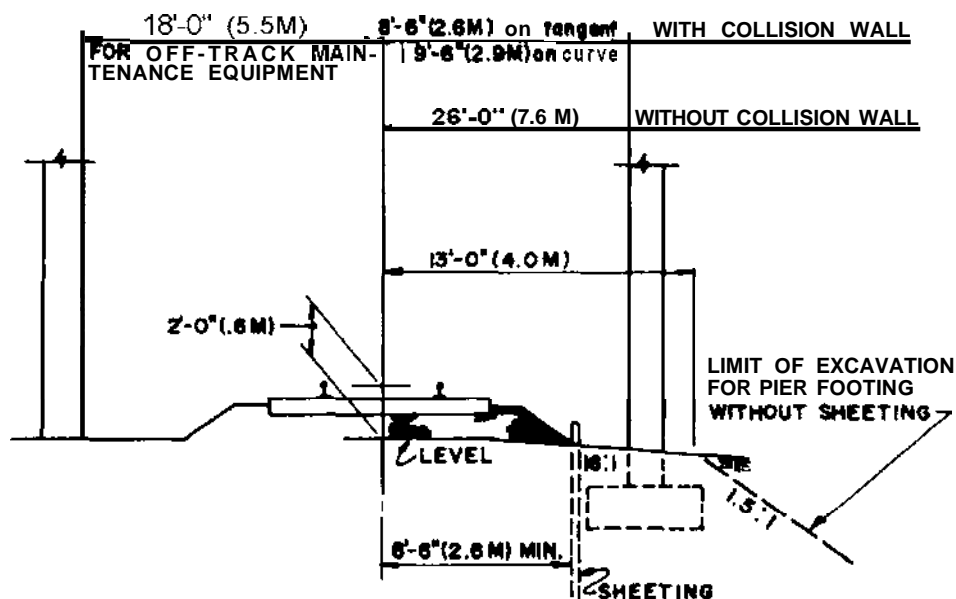 18'-0" (5.5M)
8'-6"(2.6M) on tangent
WITH COLLISION WALL
FOR OFF-TRACK MAIN-
TENANCE EQUIPMENT
9'-6"(2.9M) on curve
26'-0" (7.6 M)
WITHOUT COLLISION WALL
13'-0" (4.0M)
2'-0"(.6M)
LIMIT OF EXCAVATION
FOR PIER FOOTING
WITHOUT SHEETING
LEVEL
16:1
1.5:1
6'-6"(2.6M) MIN.
SHEETING